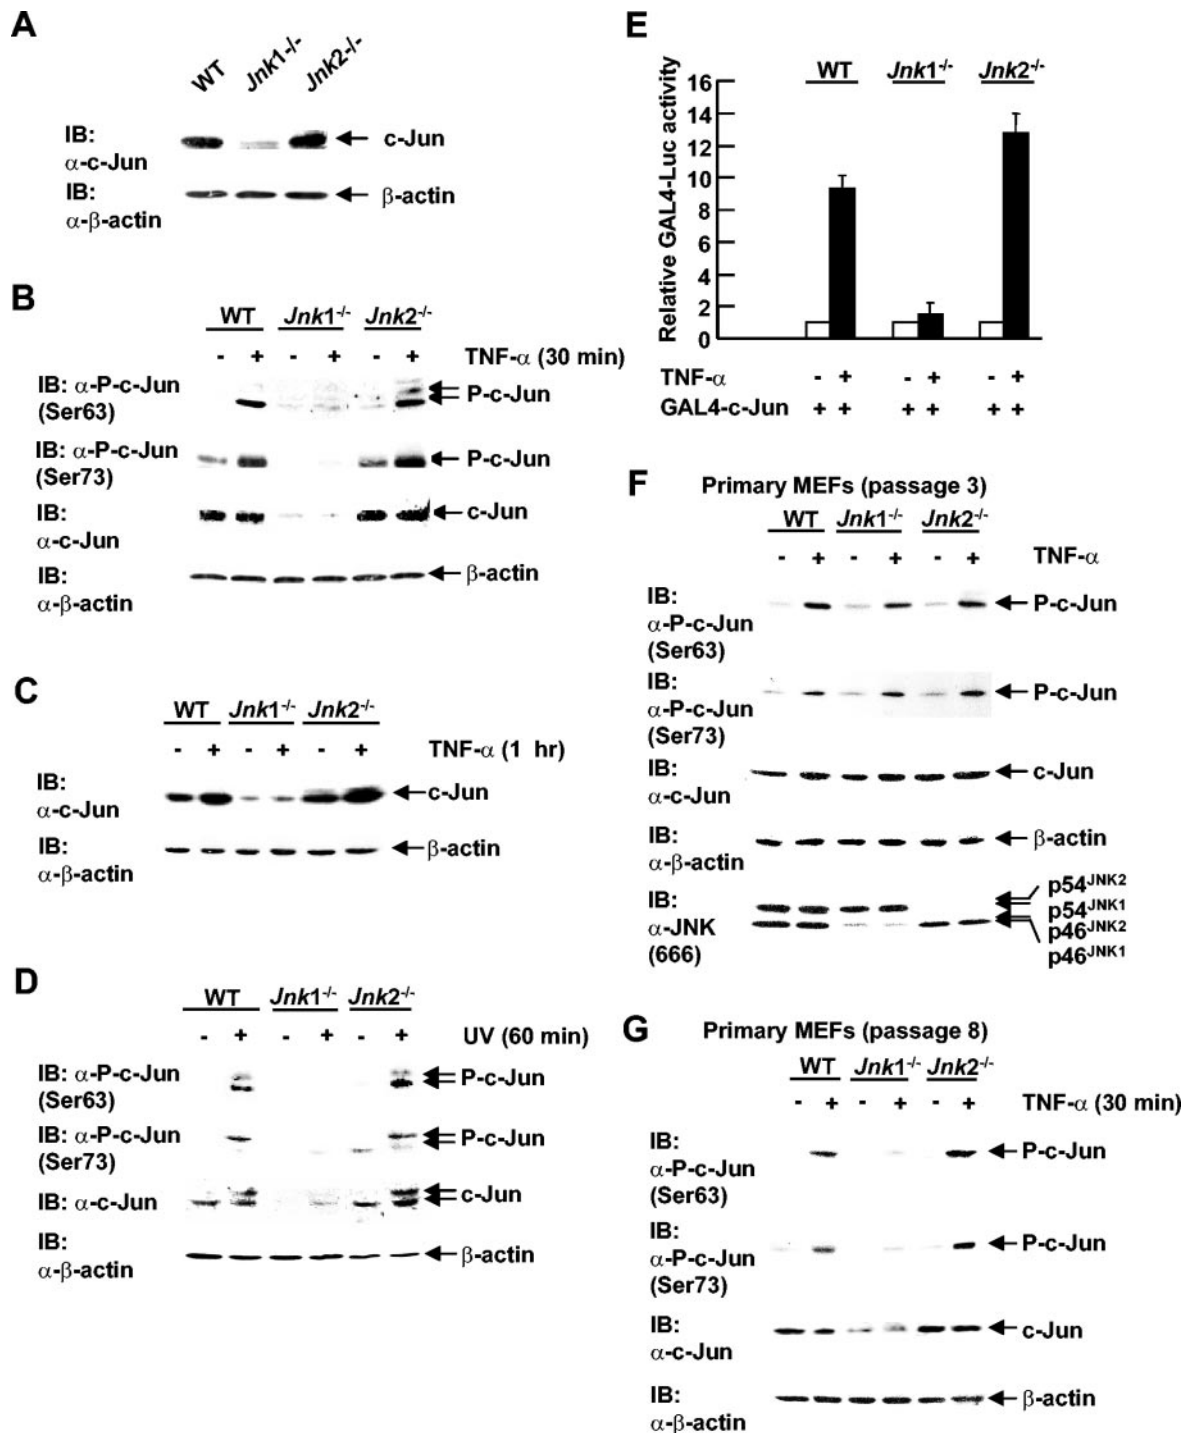 A
WT Jnk1-/- Jnk2-/-
IB:
α-c-Jun
c-Jun
IB:
α-β-actin
β-actin
B
WT Jnk1-/- Jnk2-/-
- + - + - + TNF-α (30 min)
IB: α-P-c-Jun
(Ser63)
P-c-Jun
IB: α-P-c-Jun
(Ser73)
P-c-Jun
IB:
α-c-Jun
c-Jun
IB:
α-β-actin
β-actin
C
WT Jnk1-/- Jnk2-/-
- + - + - + TNF-α (1 hr)
IB:
α-c-Jun
c-Jun
IB:
α-β-actin
β-actin
D
WT Jnk1-/- Jnk2-/-
- + - + - + UV (60 min)
IB: α-P-c-Jun
(Ser63)
P-c-Jun
IB: α-P-c-Jun
(Ser73)
P-c-Jun
IB: α-c-Jun
c-Jun
IB:
α-β-actin
β-actin
E
WT Jnk1-/- Jnk2-/-
Relative GAL4-Luc activity
16
14
12
10
8
6
4
2
0
TNF-α - + - + - +
GAL4-c-Jun + + + + + +
F
Primary MEFs (passage 3)
WT Jnk1-/- Jnk2-/-
- + - + - + TNF-α
IB:
α-P-c-Jun
(Ser63)
P-c-Jun
IB:
α-P-c-Jun
(Ser73)
P-c-Jun
IB:
α-c-Jun
c-Jun
IB:
α-β-actin
β-actin
IB:
α-JNK
(666)
p54JNK2
p54JNK1
p46JNK2
p46JNK1
G
Primary MEFs (passage 8)
WT Jnk1-/- Jnk2-/-
- + - + - + TNF-α (30 min)
IB:
α-P-c-Jun
(Ser63)
P-c-Jun
IB:
α-P-c-Jun
(Ser73)
P-c-Jun
IB:
α-c-Jun
c-Jun
IB:
α-β-actin
β-actin